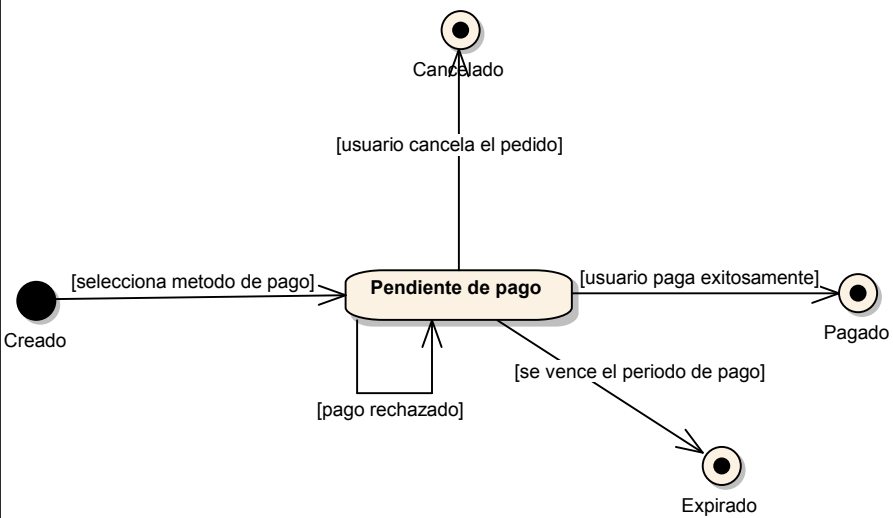 Cancelado
[usuario cancela el pedido]
[selecciona metodo de pago]
Pendiente de pago
[usuario paga exitosamente]
Creado
Pagado
[se vence el periodo de pago]
[pago rechazado]
Expirado